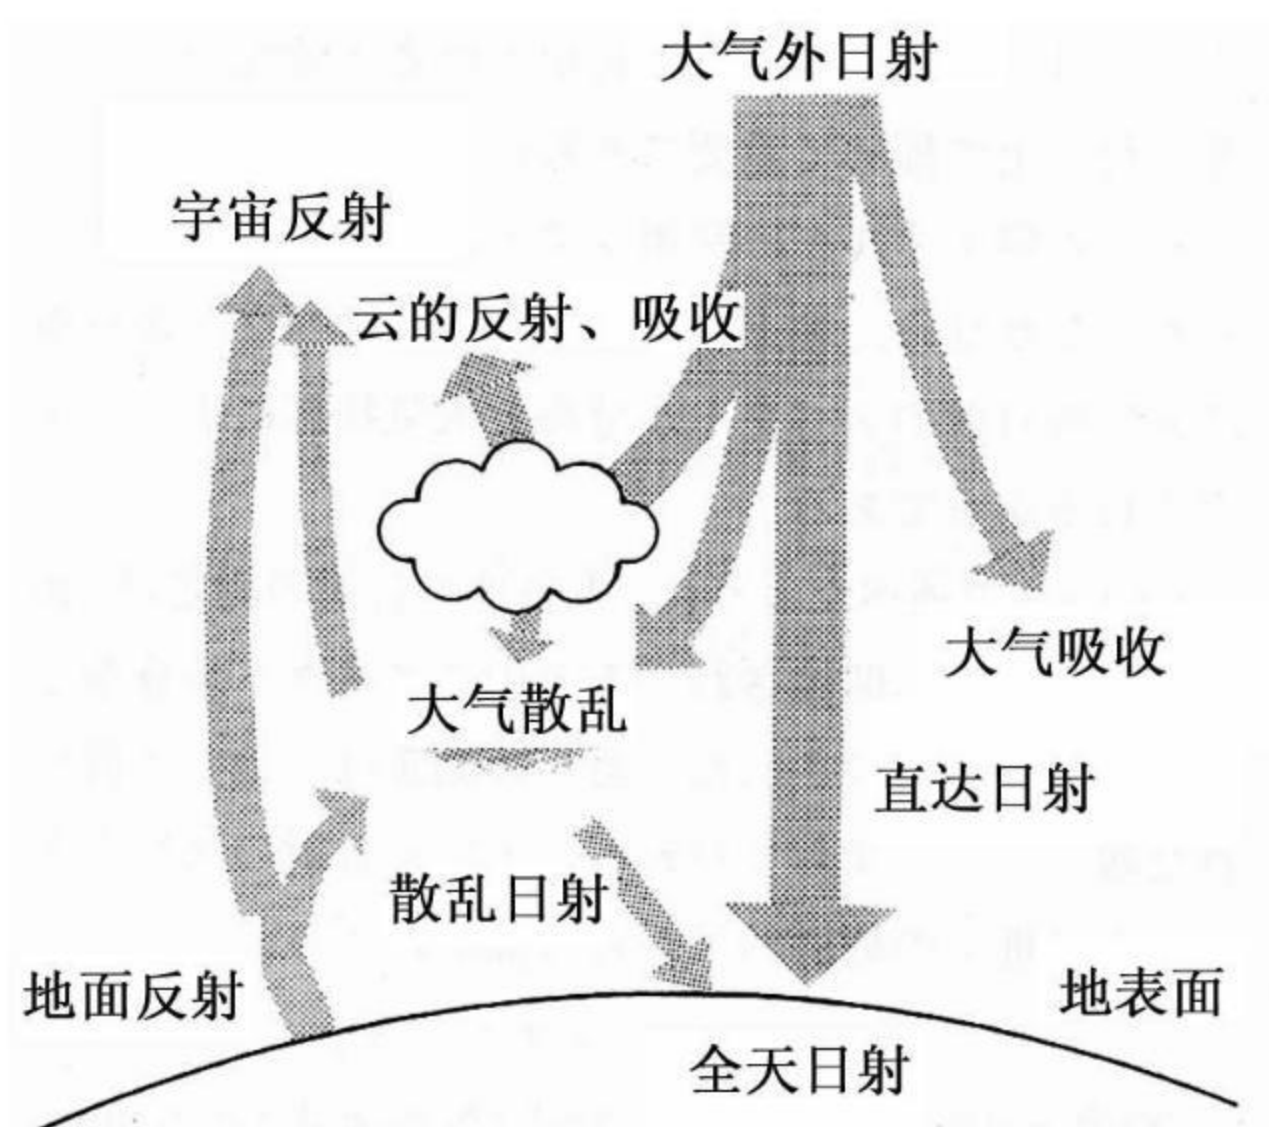 大气外日射
宇宙反射
云的反射、吸收
大气吸收
大气散乱
直达日射
散乱日射
地面反射
地表面
全天日射